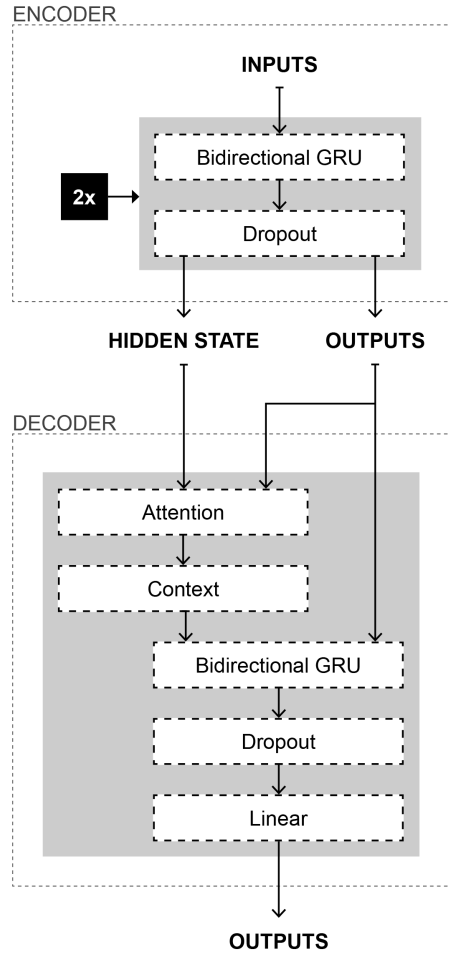 ENCODER
INPUTS
Bidirectional GRU
2x
Dropout
HIDDEN STATE
OUTPUTS
DECODER
Attention
Context
Bidirectional GRU
Dropout
Linear
OUTPUTS